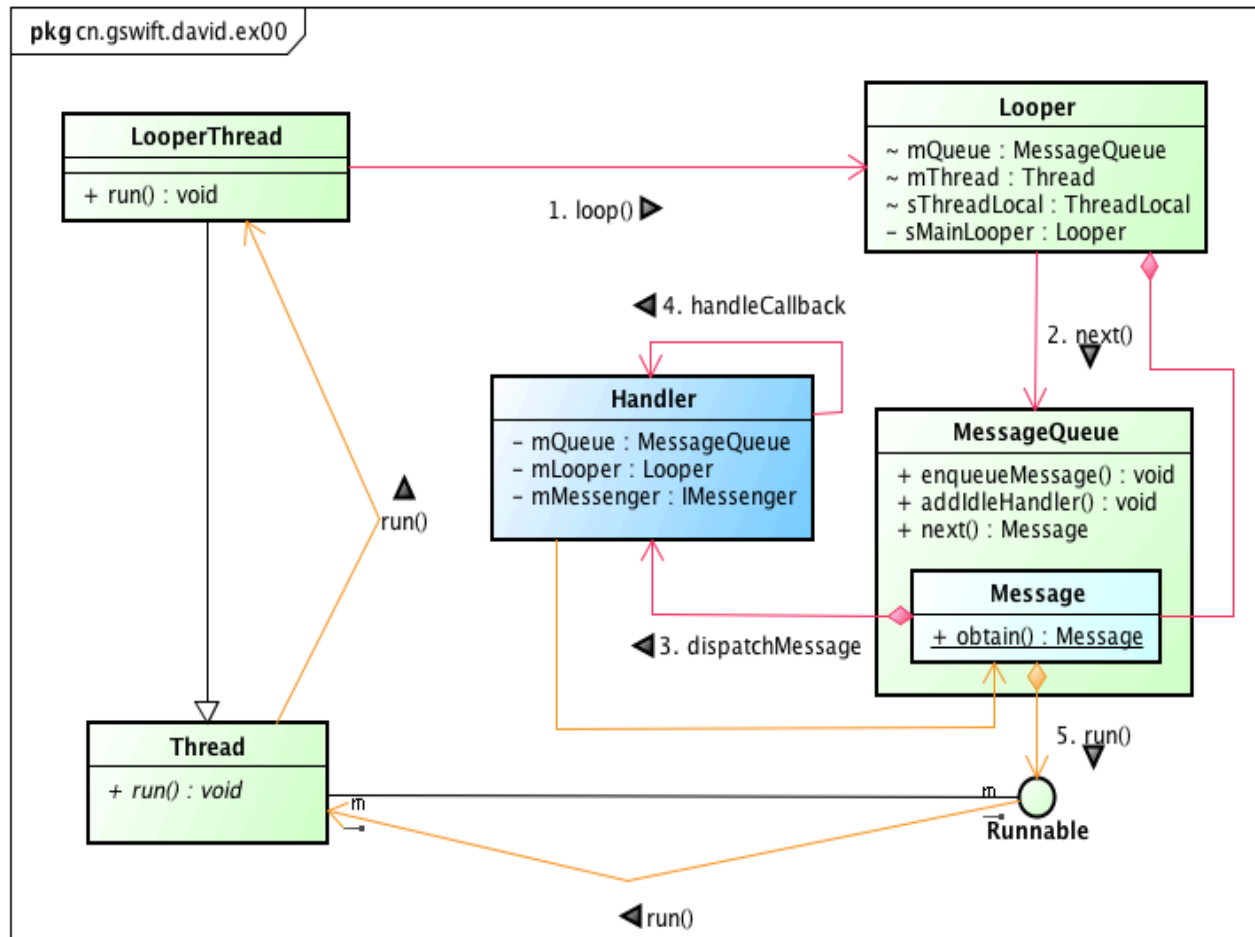 pkg cn.gswift.david.ex00
LooperThread
+ run() : void
Looper
~ mQueue : MessageQueue
~ mThread : Thread
~ sThreadLocal : ThreadLocal
- sMainLooper : Looper
1. loop()
4. handleCallback
2. next()
Handler
- mQueue : MessageQueue
- mLooper : Looper
- mMessenger : IMessenger
MessageQueue
+ enqueueMessage() : void
+ addIdleHandler() : void
+ next() : Message
run()
Message
+ obtain() : Message
3. dispatchMessage
Thread
+ run() : void
5. run()
m
m
Runnable
run()